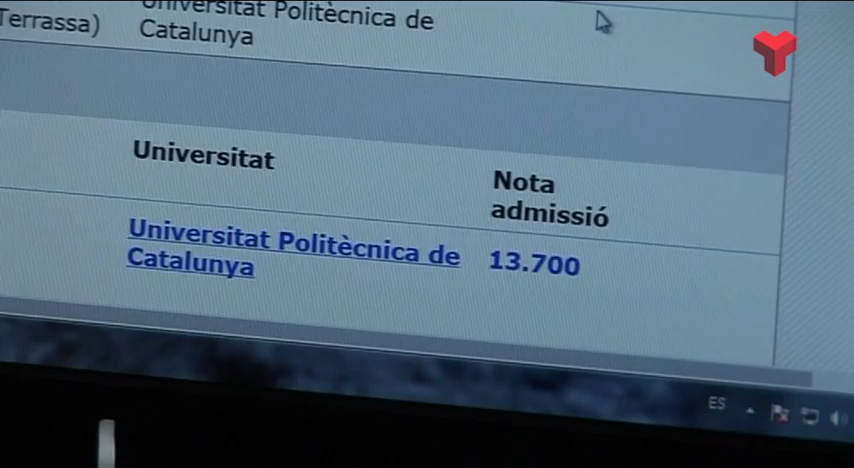 Terrassa)
Universitat Politècnica de
Catalunya
Universitat
Nota
admissió
Universitat Politècnica de
Catalunya
13.700
ES